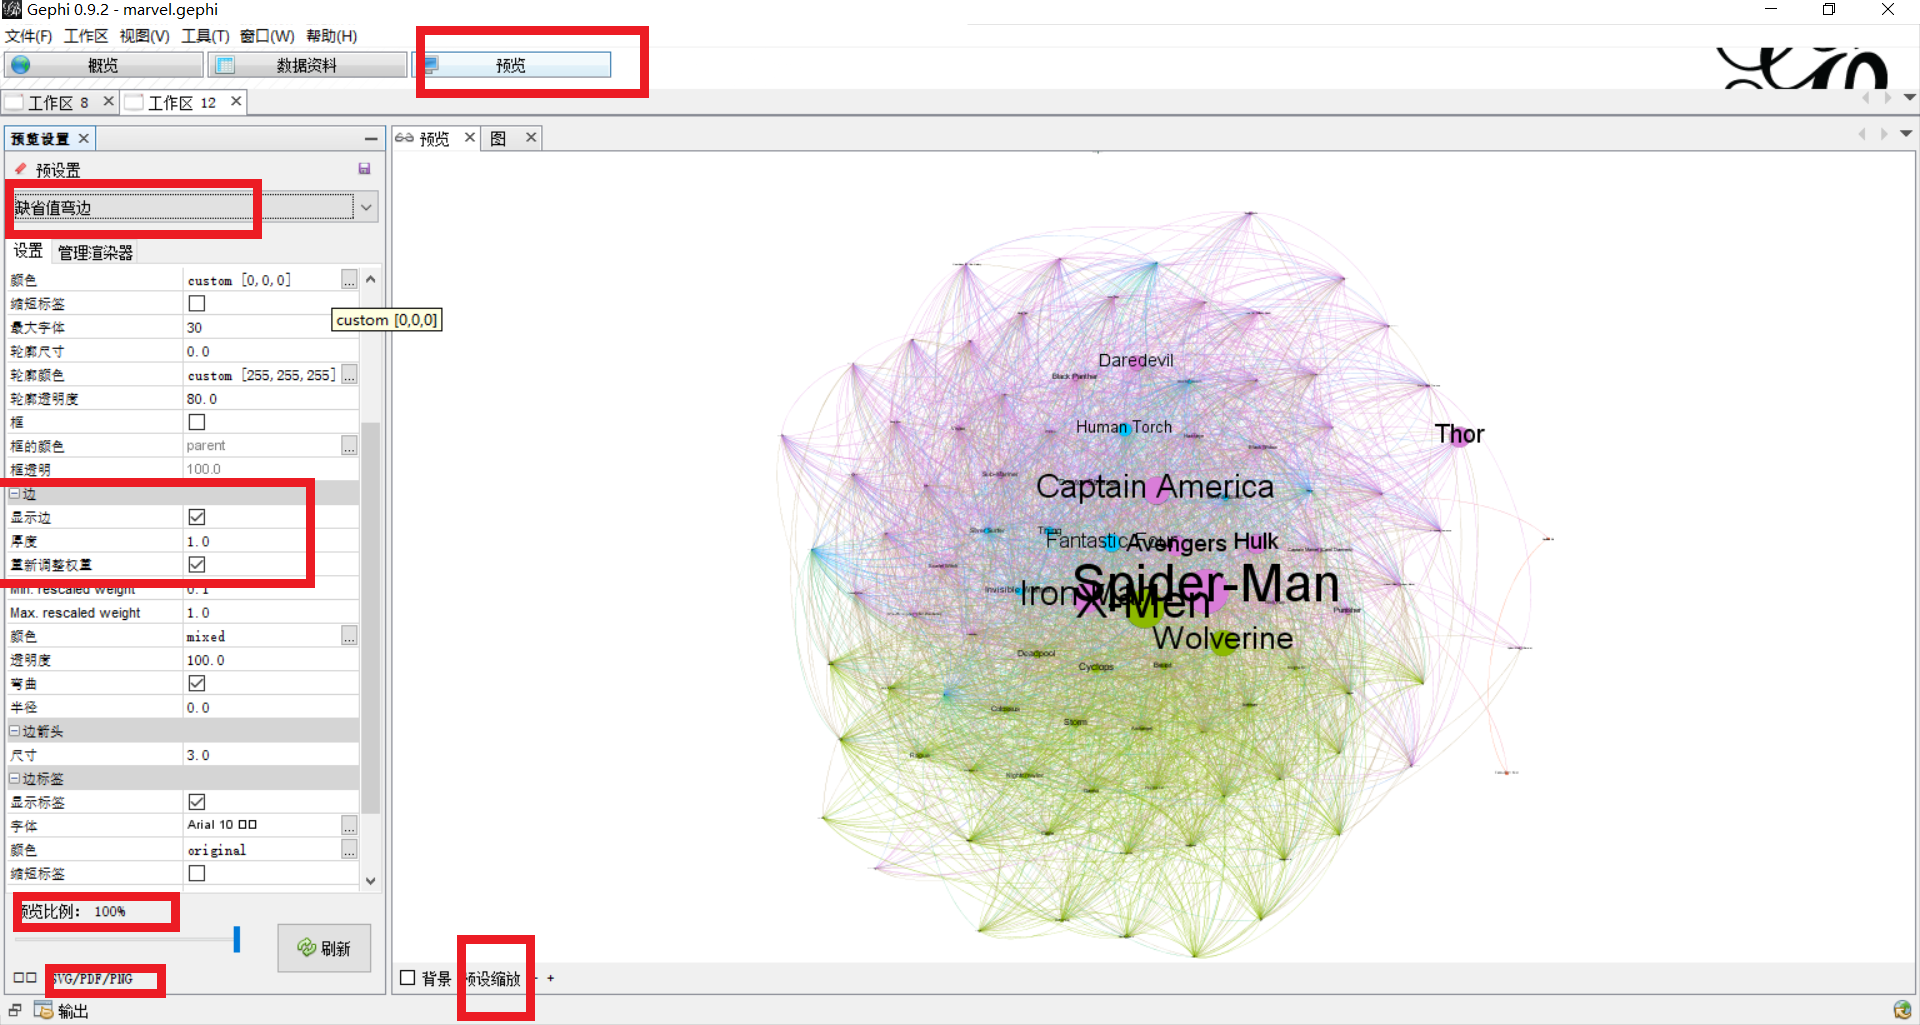 Gephi 0.9.2 - marvel.gephi
文件(F) 工作区 视图(V) 工具(T) 窗口(W) 帮助(H)
概览 数据资料 预览
工作区 8 工作区 12
预览设置
预览 图
预设置
缺省值弯边
设置 管理渲染器
颜色 custom [0,0,0] ...
缩短标签
custom [0,0,0]
最大字体 30
轮廓尺寸 0.0
轮廓颜色 custom [255,255,255] ...
轮廓透明度 80.0
框
框的颜色 parent ...
框透明 100.0
边
显示边
厚度 1.0
重新调整权重
Min. rescaled weight 0.1
Max. rescaled weight 1.0
颜色 mixed ...
透明度 100.0
弯曲
半径 0.0
边箭头
尺寸 3.0
边标签
显示标签
字体 Arial 10 □□ ...
颜色 original ...
缩短标签
预览比例： 100%
刷新
□□ SVG/PDF/PNG
输出
Daredevil
Black Panther
Human Torch
Thor
Captain America
Thing
Fantastic Four
Avengers
Hulk
Spider-Man
Iron Man
X-Men
Invisible
Punisher
Wolverine
Deadpool
Cyclops
Beast
Colossus
Storm
Rogue
背景 预设缩放 - +